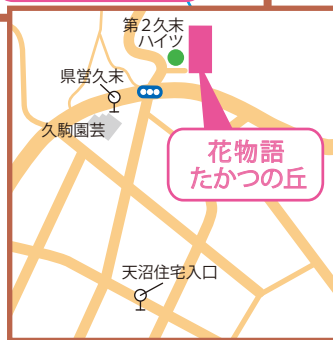 第2久末
ハイツ
県営久末
久駒園芸
花物語
たかつの丘
天沼住宅入口